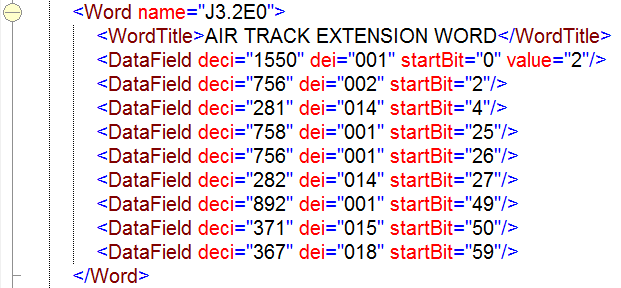 <Word name="J3.2E0">
<WordTitle>AIR TRACK EXTENSION WORD</WordTitle>
<DataField deci="1550" dei="001" startBit="0" value="2"/>
<DataField deci="756" dei="002" startBit="2"/>
<DataField deci="281" dei="014" startBit="4"/>
<DataField deci="758" dei="001" startBit="25"/>
<DataField deci="756" dei="001" startBit="26"/>
<DataField deci="282" dei="014" startBit="27"/>
<DataField deci="892" dei="001" startBit="49"/>
<DataField deci="371" dei="015" startBit="50"/>
<DataField deci="367" dei="018" startBit="59"/>
</Word>